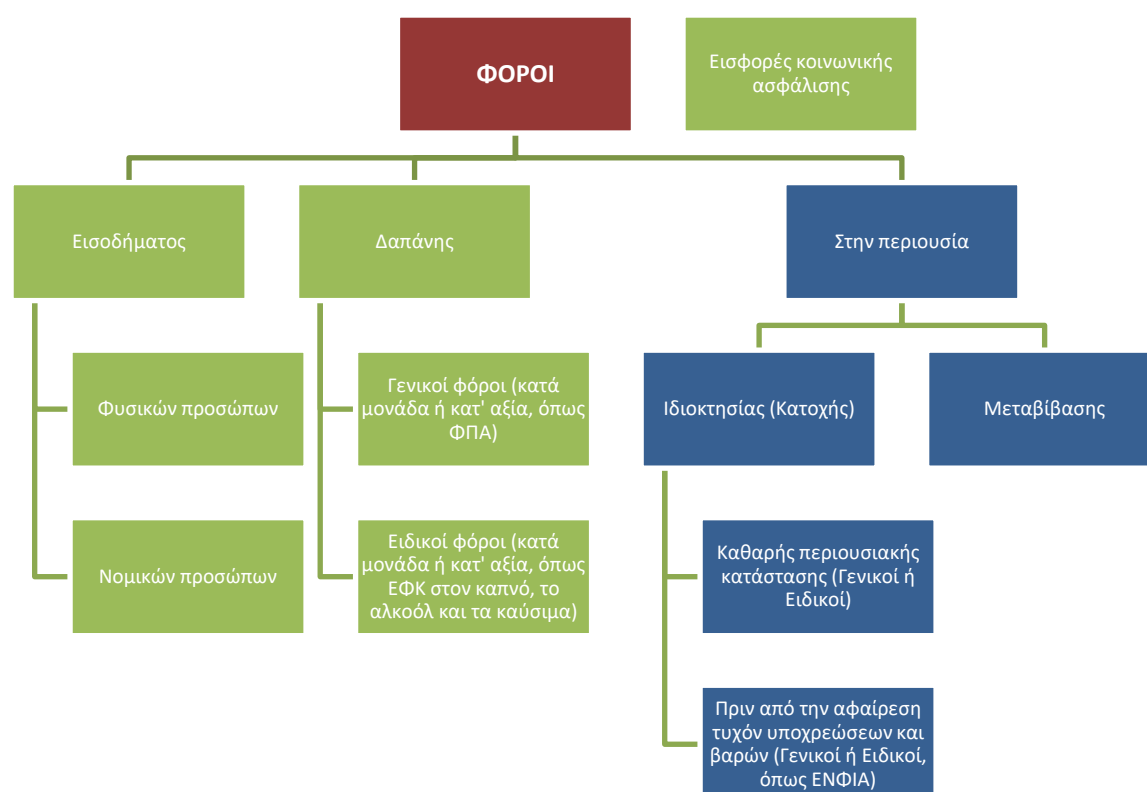 ΦΟΡΟΙ
Εισφορές κοινωνικής
ασφάλισης
Εισοδήματος
Δαπάνης
Στην περιουσία
Φυσικών προσώπων
Γενικοί φόροι (κατά
μονάδα ή κατ' αξία, όπως
ΦΠΑ)
Ιδιοκτησίας (Κατοχής)
Μεταβίβασης
Νομικών προσώπων
Ειδικοί φόροι (κατά
μονάδα ή κατ' αξία, όπως
ΕΦΚ στον καπνό, το
αλκοόλ και τα καύσιμα)
Καθαρής περιουσιακής
κατάστασης (Γενικοί ή
Ειδικοί)
Πριν από την αφαίρεση
τυχόν υποχρεώσεων και
βαρών (Γενικοί ή Ειδικοί,
όπως ΕΝΦΙΑ)